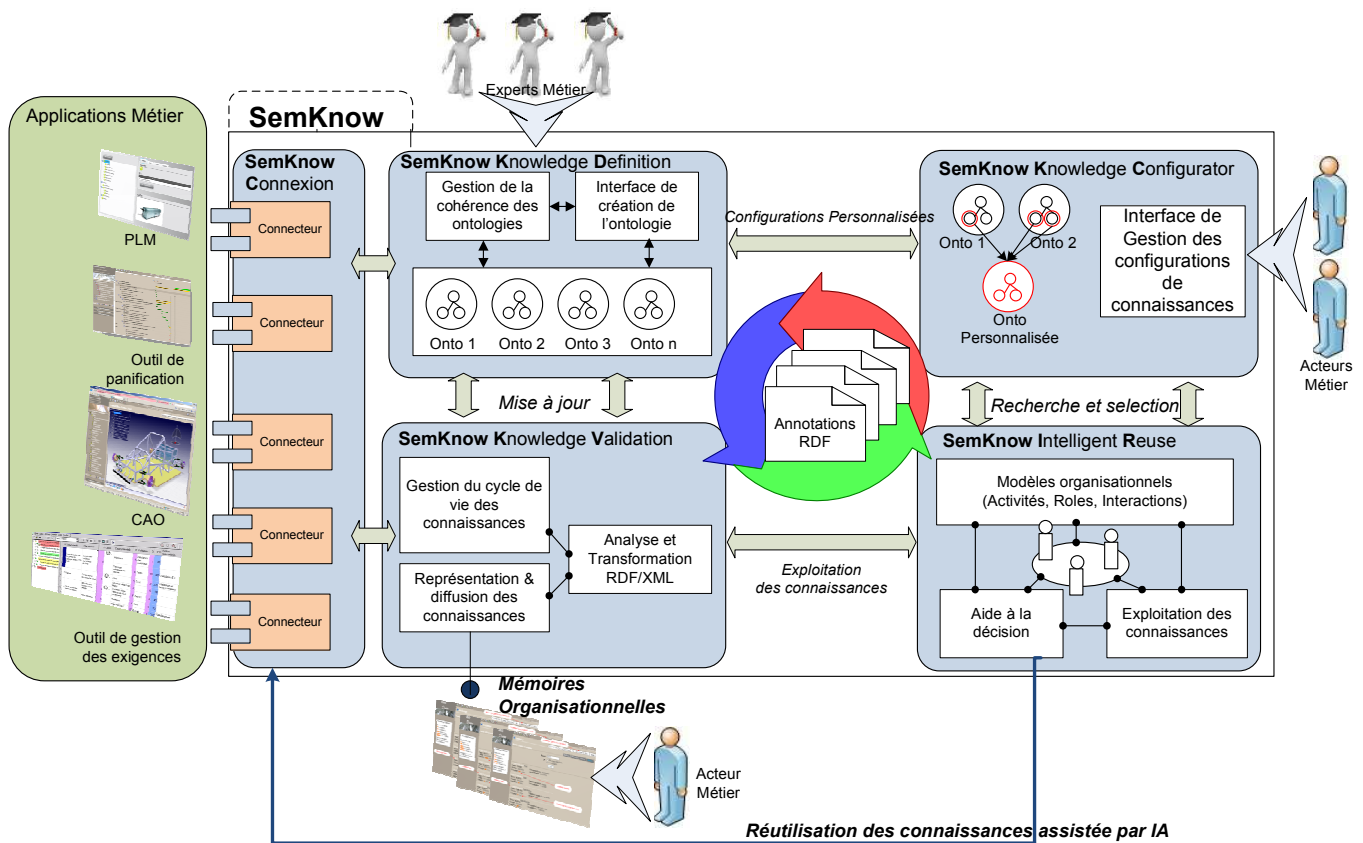 Experts Métier
Applications Métier
PLM
Outil de
panification
CAO
Outil de gestion
des exigences
SemKnow
SemKnow
Connexion
Connecteur
Connecteur
Connecteur
Connecteur
Connecteur
SemKnow Knowledge Definition
Gestion de la
cohérence des
ontologies
Interface de
création de
l’ontologie
Onto 1
Onto 2
Onto 3
Onto n
Configurations Personnalisées
SemKnow Knowledge Configurator
Onto 1
Onto 2
Onto
Personalisée
Interface de
Gestion des
configurations
de
connaissances
Acteurs
Métier
Mise à jour
Annotations
RDF
Recherche et selection
SemKnow Knowledge Validation
Gestion du cycle de
vie des
connaissances
Analyse et
Transformation
RDF/XML
Représentation &
diffusion des
connaissances
Exploitation
des connaissances
SemKnow Intelligent Reuse
Modèles organisationnels
(Activités, Roles, Interactions)
Aide à la
décision
Exploitation des
connaissances
Mémoires
Organisationnelles
Acteur
Métier
Réutilisation des connaissances assistée par IA